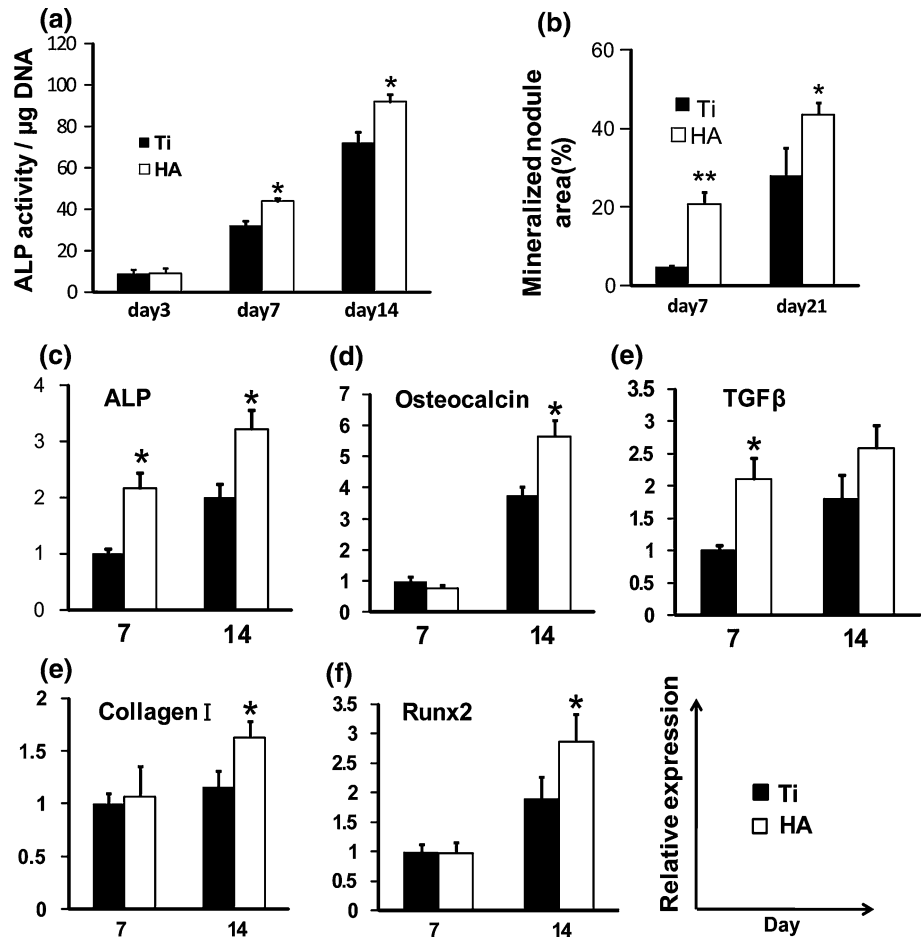 (a)
ALP activity / µg DNA
120
100
80
60
40
20
0
Ti
HA
*
*
day3 day7 day14
(b)
Mineralized nodule
area(%)
60
40
20
0
Ti
HA
**
*
day7 day21
(c)
ALP
4
3
2
1
0
*
*
7 14
(d)
Osteocalcin
7
6
5
4
3
2
1
0
*
7 14
(e)
TGFβ
3.5
3
2.5
2
1.5
1
0.5
0
*
7 14
(e)
Collagen I
2
1.5
1
0.5
0
*
7 14
(f)
Runx2
3.5
3
2.5
2
1.5
1
0.5
0
*
7 14
Relative expression
Ti
HA
Day